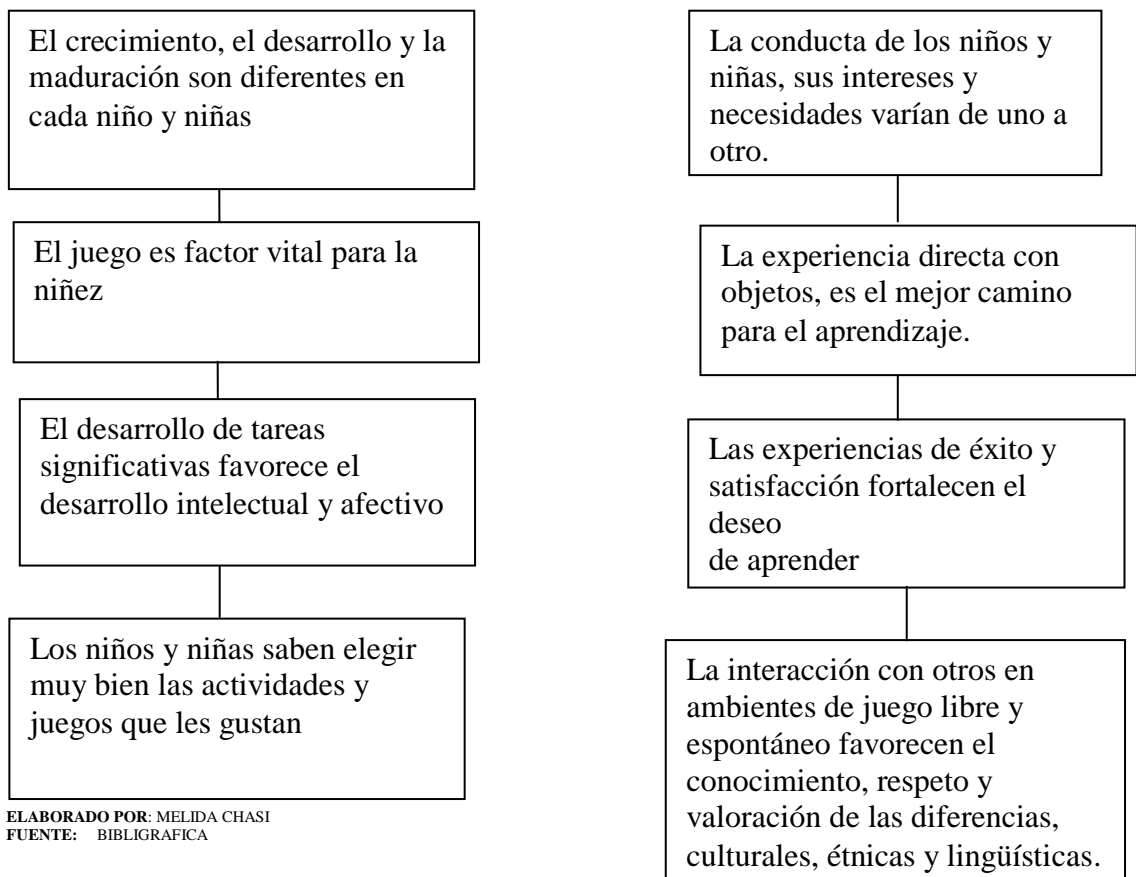 El crecimiento, el desarrollo y la
maduración son diferentes en
cada niño y niñas
El juego es factor vital para la
niñez
El desarrollo de tareas
significativas favorece el
desarrollo intelectual y afectivo
Los niños y niñas saben elegir
muy bien las actividades y
juegos que les gustan
ELABORADO POR: MELIDA CHASI
FUENTE: BIBLIGRAFICA
La conducta de los niños y
niñas, sus intereses y
necesidades varían de uno a
otro.
La experiencia directa con
objetos, es el mejor camino
para el aprendizaje.
Las experiencias de éxito y
satisfacción fortalecen el
deseo
de aprender
La interacción con otros en
ambientes de juego libre y
espontáneo favorecen el
conocimiento, respeto y
valoración de las diferencias,
culturales, étnicas y lingüísticas.